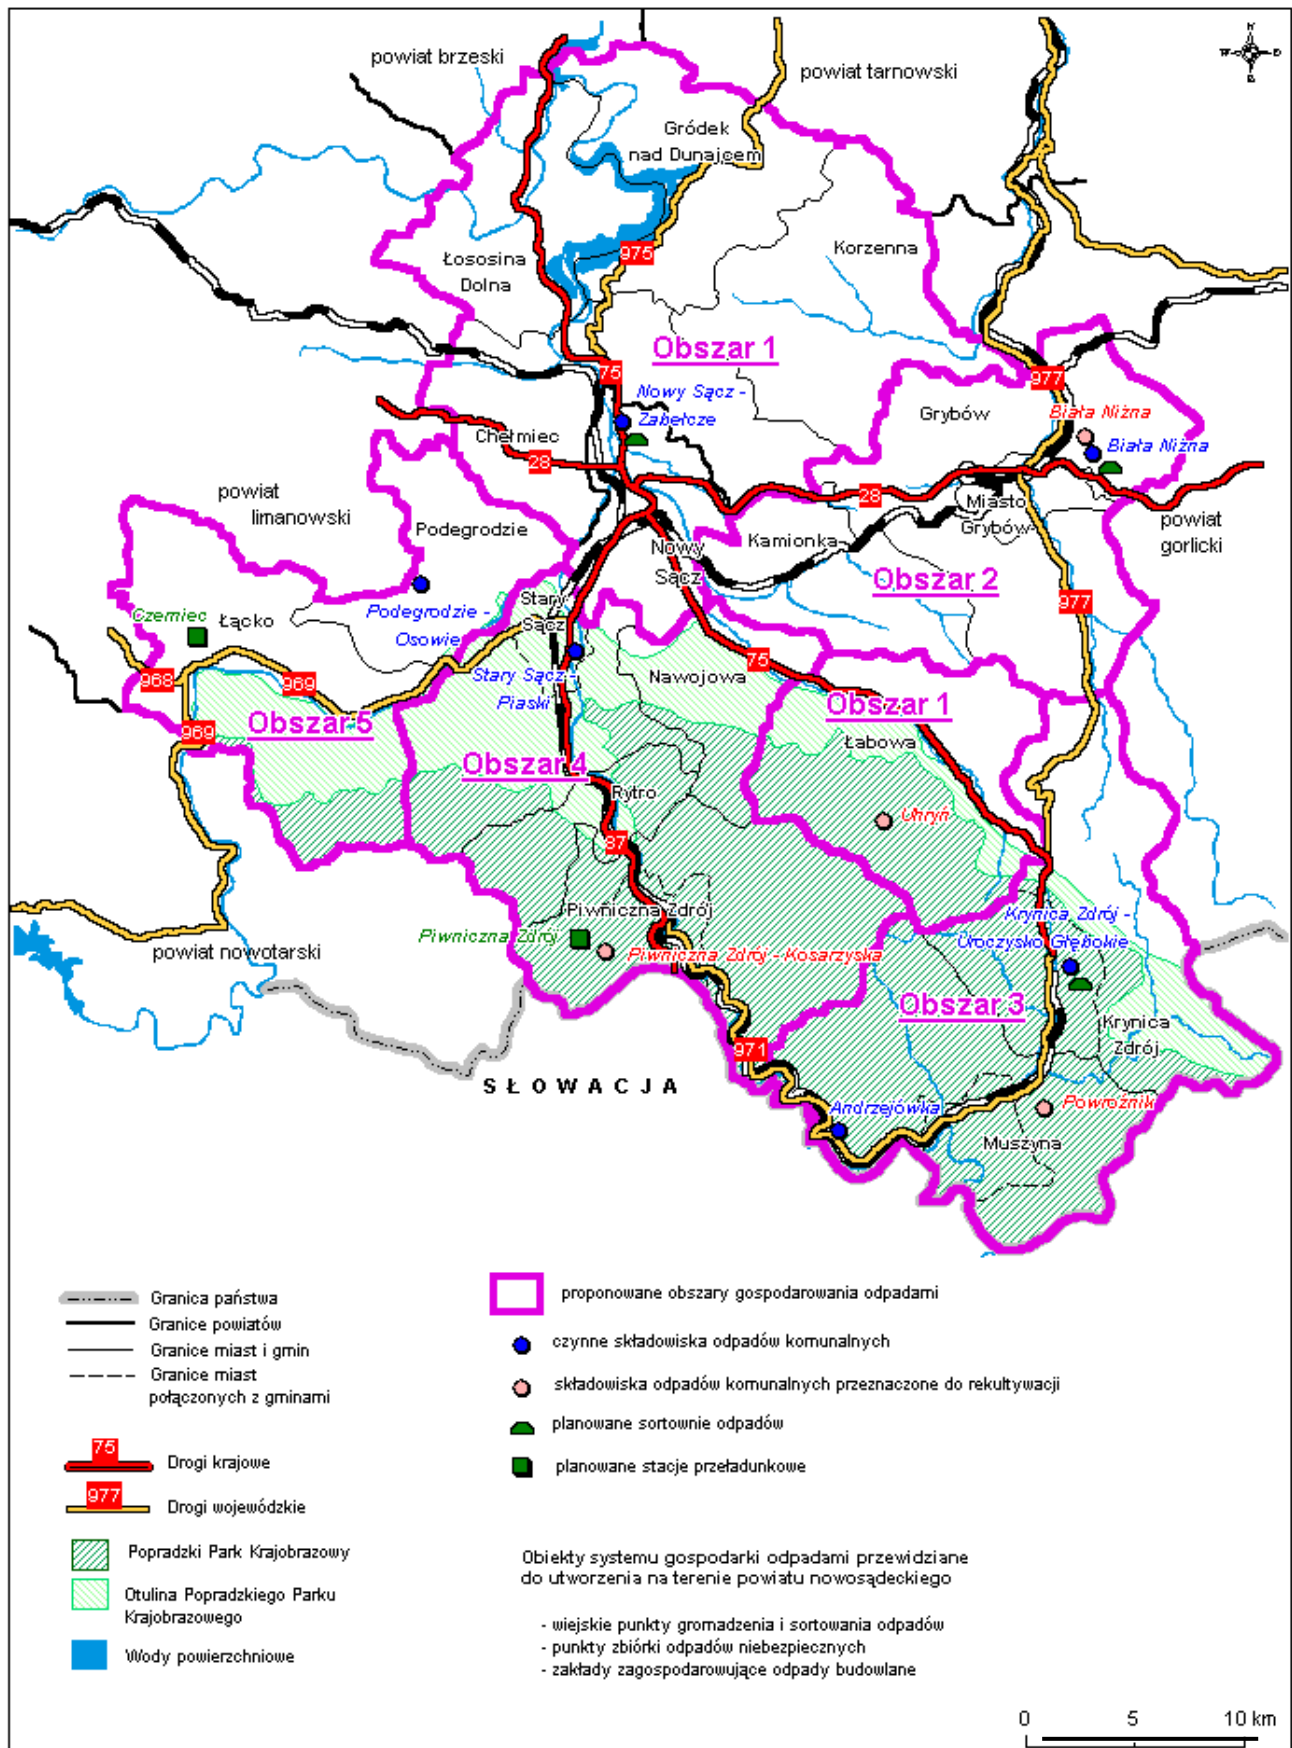 N
W
powiat brzeski
powiat tarnowski
Gródek
nad Dunajcem
975
Korzenna
Łososina
Dolna
Obszar 1
75
977
Nowy Sącz -
Zabełcze
Grybów
Biała Niżna
Biała Niżna
Chełmiec
28
28
powiat
limanowski
Podegrodzie
Miasto
Grybów
powiat
gorlicki
Kamionka
Nowy
Sącz
Obszar 2
Podegrodzie -
Osowie
Stary
Sącz
977
Czerniec
Łącko
75
968
969
Stary Sącz -
Piaski
Nawojowa
969
Obszar 5
Obszar 1
Łabowa
Obszar 4
Rytro
Uhryń
87
Piwniczna Zdrój
Krynica Zdrój -
Uroczysko Głębokie
Piwniczna Zdrój
powiat nowotarski
Piwniczna Zdrój - Kosarzyska
Obszar 3
Krynica
Zdrój
971
SŁOWACJA
Andrzejówka
Powroźnik
Muszyna
Granica państwa
Granice powiatów
Granice miast i gmin
Granice miast
połączonych z gminami
75
Drogi krajowe
977
Drogi wojewódzkie
Popradzki Park Krajobrazowy
Otulina Popradzkiego Parku
Krajobrazowego
Wody powierzchniowe
proponowane obszary gospodarowania odpadami
czynne składowiska odpadów komunalnych
składowiska odpadów komunalnych przeznaczone do rekultywacji
planowane sortownie odpadów
planowane stacje przeładunkowe
Obiekty systemu gospodarki odpadami przewidziane
do utworzenia na terenie powiatu nowosądeckiego
- wiejskie punkty gromadzenia i sortowania odpadów
- punkty zbiórki odpadów niebezpiecznych
- zakłady zagospodarowujące odpady budowlane
0 5 10 km